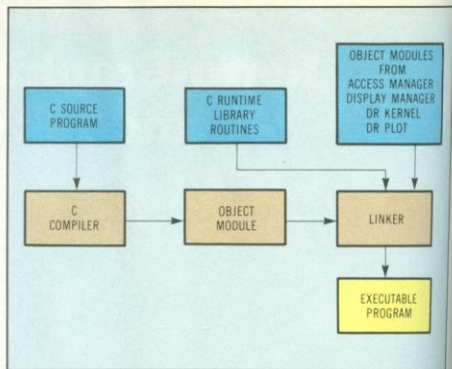 C SOURCE
PROGRAM
C RUNTIME
LIBRARY
ROUTINES
OBJECT MODULES
FROM
ACCESS MANAGER
DISPLAY MANAGER
DR KERNEL
DR PLOT
C
COMPILER
OBJECT
MODULE
LINKER
EXECUTABLE
PROGRAM